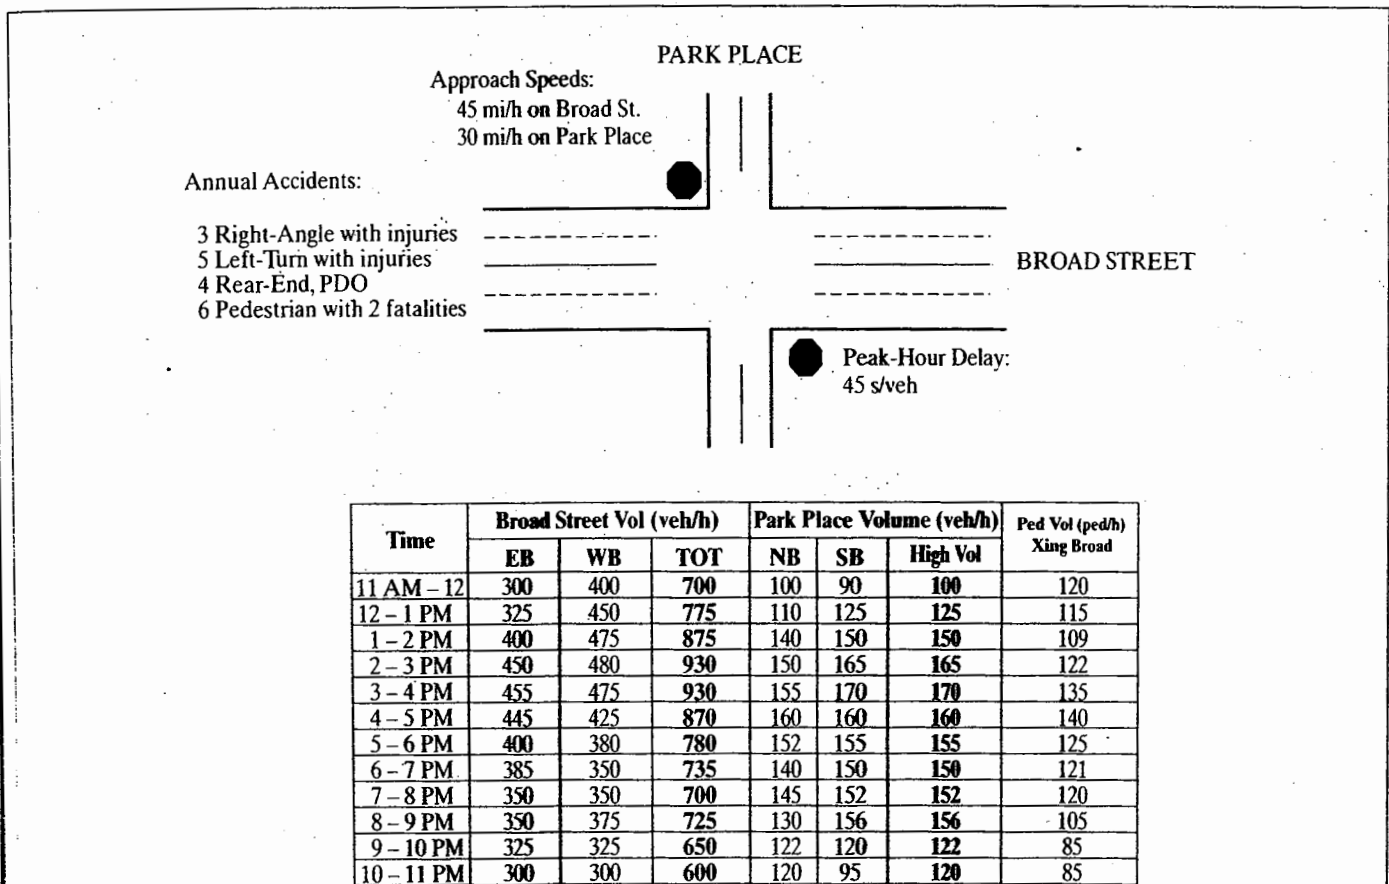 PARK PLACE
Approach Speeds:
45 mi/h on Broad St.
30 mi/h on Park Place
Annual Accidents:
3 Right-Angle with injuries
5 Left-Turn with injuries
4 Rear-End, PDO
6 Pedestrian with 2 fatalities
BROAD STREET
Peak-Hour Delay:
45 s/veh
Time Broad Street Vol (veh/h) Park Place Volume (veh/h) Ped Vol (ped/h) Xing Broad
EB WB TOT NB SB High Vol
11 AM – 12 300 400 700 100 90 100 120
12 – 1 PM 325 450 775 110 125 125 115
1 – 2 PM 400 475 875 140 150 150 109
2 – 3 PM 450 480 930 150 165 165 122
3 – 4 PM 455 475 930 155 170 170 135
4 – 5 PM 445 425 870 160 160 160 140
5 – 6 PM 400 380 780 152 155 155 125
6 – 7 PM 385 350 735 140 150 150 121
7 – 8 PM 350 350 700 145 152 152 120
8 – 9 PM 350 375 725 130 156 156 105
9 – 10 PM 325 325 650 122 120 122 85
10 – 11 PM 300 300 600 120 95 120 85